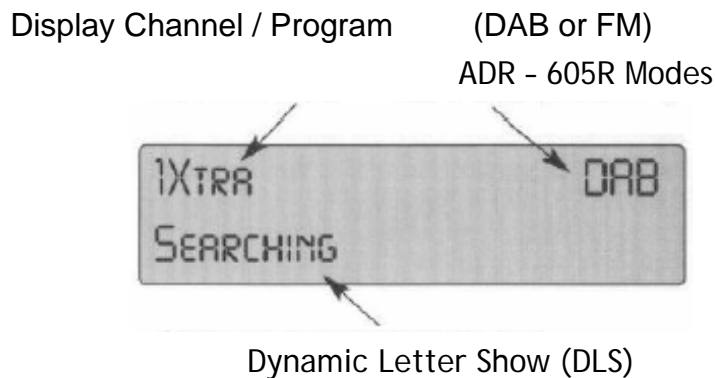 Display Channel / Program (DAB or FM)
ADR - 605R Modes
1XTRA DAB
SEARCHING
Dynamic Letter Show (DLS)